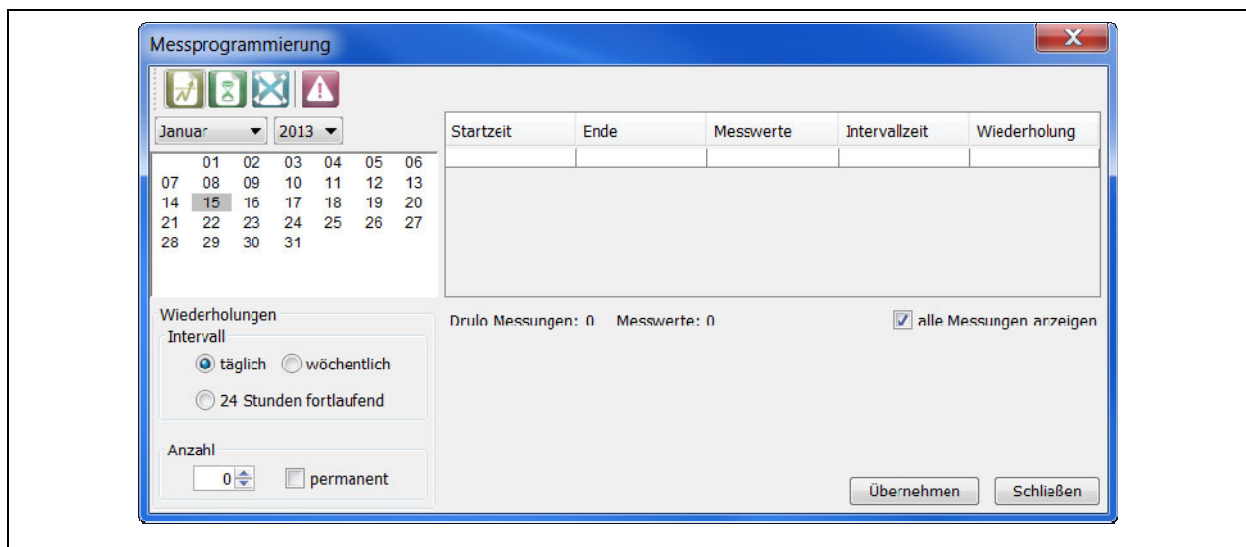 Messprogrammierung
Januar 2013
Startzeit Ende Messwerte Intervallzeit Wiederholung
01 02 03 04 05 06
07 08 09 10 11 12 13
14 15 16 17 18 19 20
21 22 23 24 25 26 27
28 29 30 31
Wiederholungen
Intervall
täglich wöchentlich
24 Stunden fortlaufend
Anzahl
0 permanent
Drulo Messungen: 0 Messwerte: 0
alle Messungen anzeigen
Übernehmen Schließen